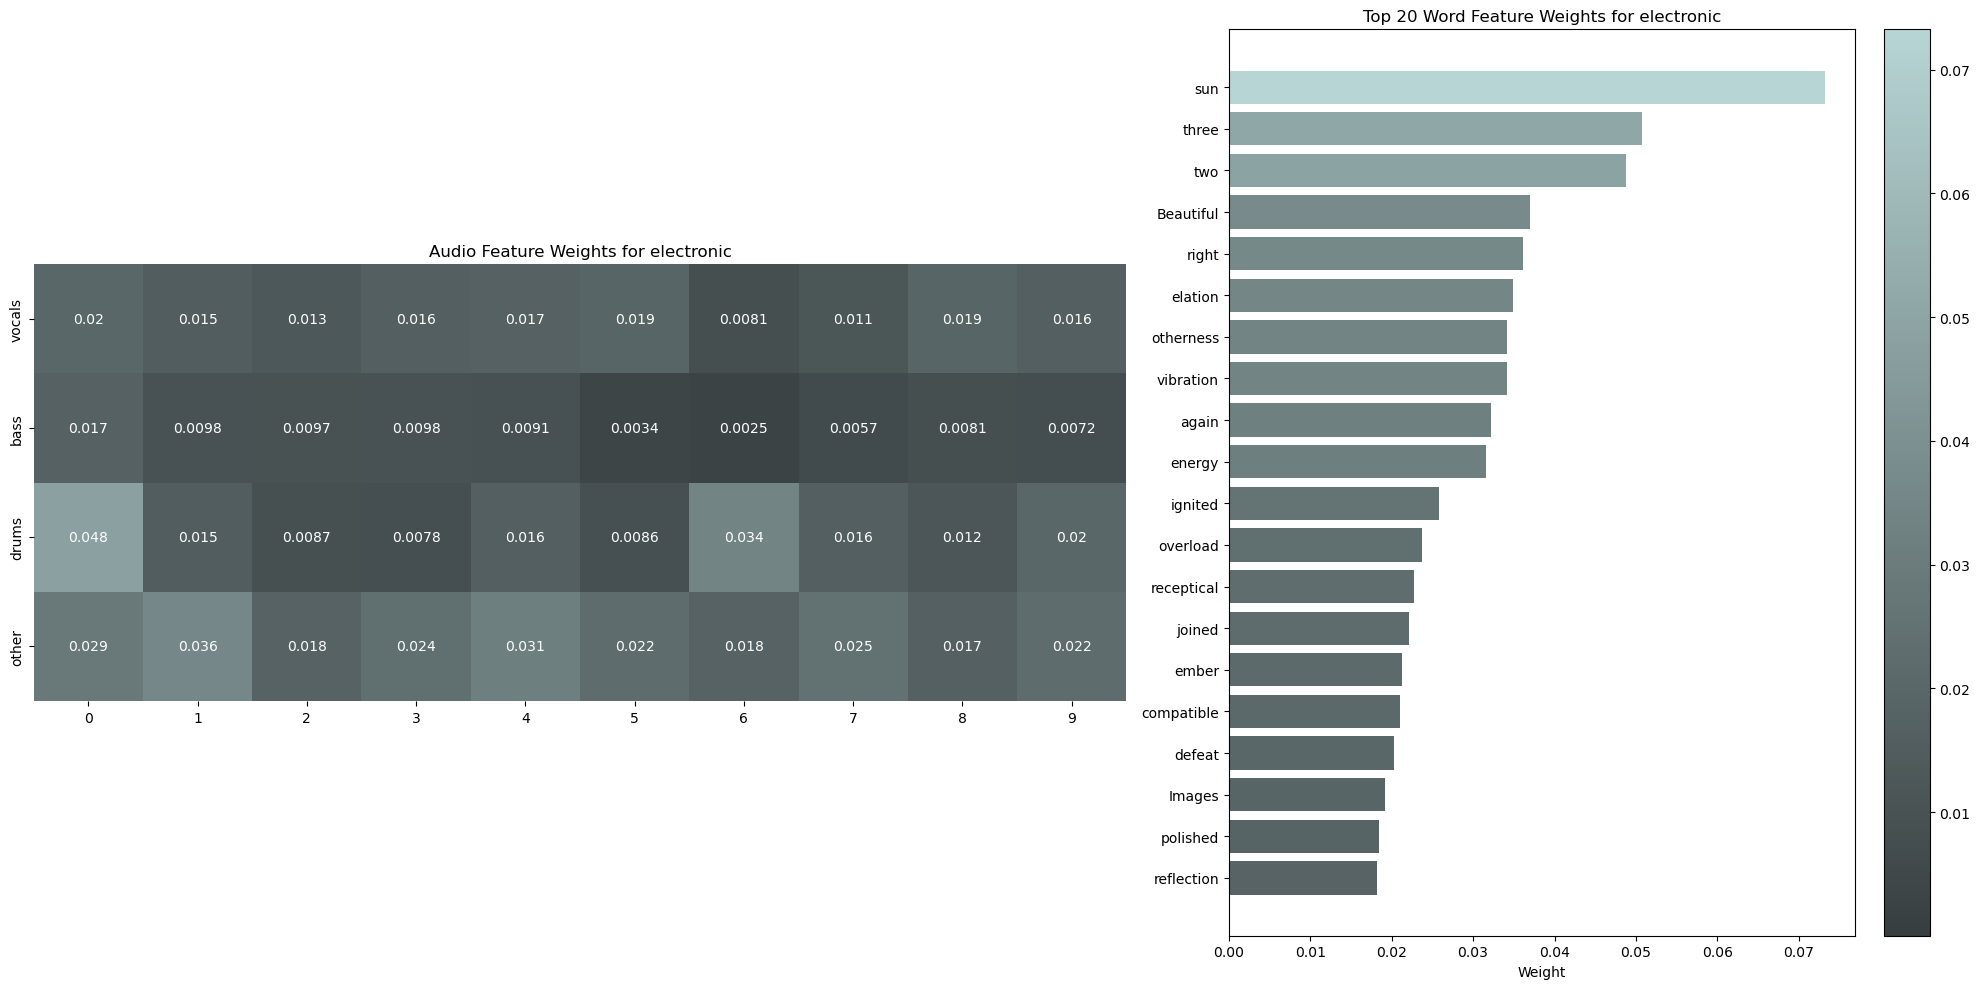 Audio Feature Weights for electronic
vocals
0.02 0.015 0.013 0.016 0.017 0.019 0.0081 0.011 0.019 0.016
bass
0.017 0.0098 0.0097 0.0098 0.0091 0.0034 0.0025 0.0057 0.0081 0.0072
drums
0.048 0.015 0.0087 0.0078 0.016 0.0086 0.034 0.016 0.012 0.02
other
0.029 0.036 0.018 0.024 0.031 0.022 0.018 0.025 0.017 0.022
0 1 2 3 4 5 6 7 8 9
Top 20 Word Feature Weights for electronic
sun
three
two
Beautiful
right
elation
otherness
vibration
again
energy
ignited
overload
receptical
joined
ember
compatible
defeat
Images
polished
reflection
0.00 0.01 0.02 0.03 0.04 0.05 0.06 0.07
Weight
0.07
0.06
0.05
0.04
0.03
0.02
0.01